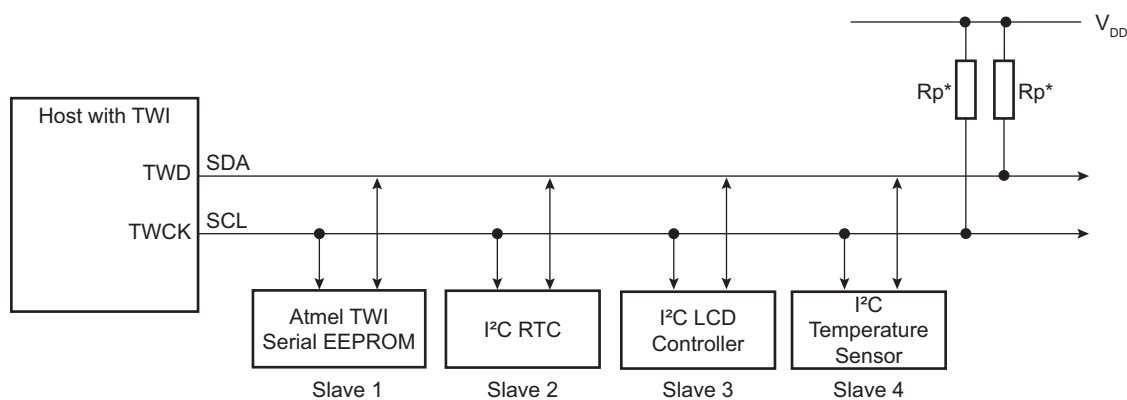 V_DD
Rp*
Rp*
Host with TWI
TWD
SDA
TWCK
SCL
Atmel TWI
Serial EEPROM
I²C RTC
I²C LCD
Controller
I²C
Temperature
Sensor
Slave 1
Slave 2
Slave 3
Slave 4